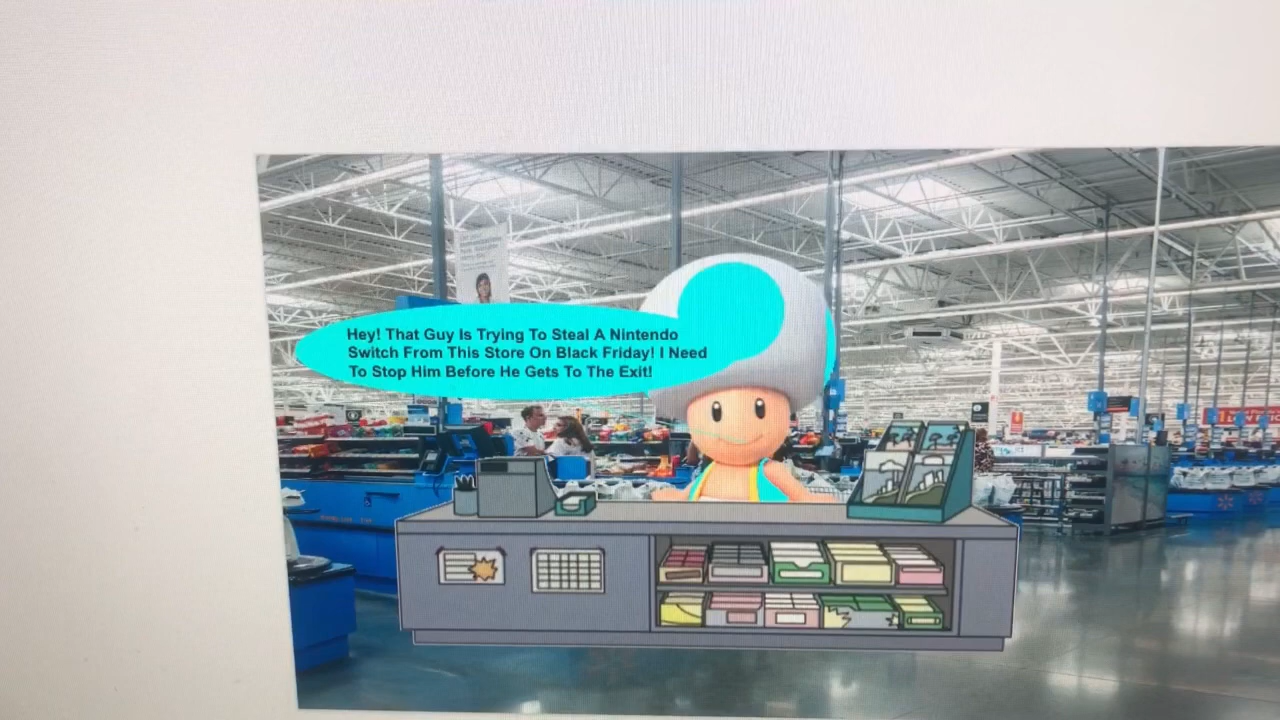 Hey! That Guy Is Trying To Steal A Nintendo
Switch From This Store On Black Friday! I Need
To Stop Him Before He Gets To The Exit!